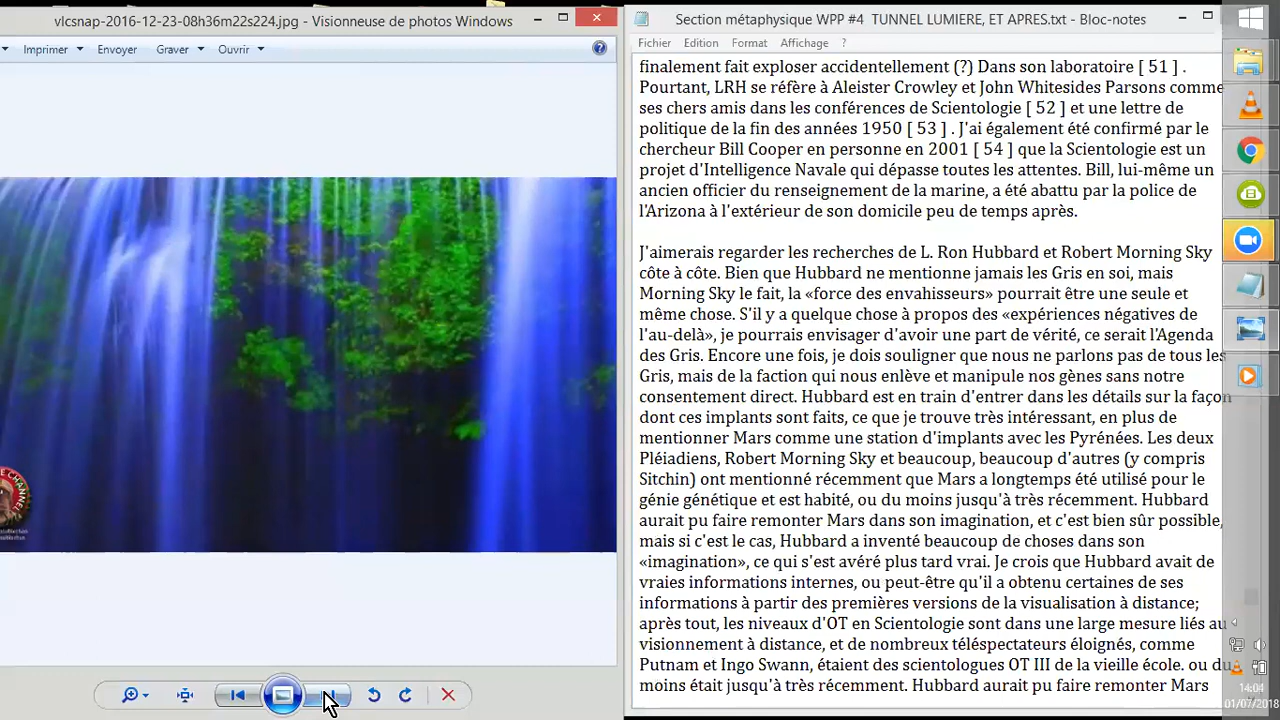 vlcsnap-2016-12-23-08h36m22s224.jpg - Visionneuse de photos Windows
Imprimer Envoyer Graver Ouvrir
Section métaphysique WPP #4 TUNNEL LUMIERE, ET APRES.txt - Bloc-notes
Fichier Edition Format Affichage ?
finalement fait exploser accidentellement (?) Dans son laboratoire [ 51 ] .
Pourtant, LRH se réfère à Aleister Crowley et John Whitesides Parsons comme
ses chers amis dans les conférences de Scientologie [ 52 ] et une lettre de
politique de la fin des années 1950 [ 53 ] . J'ai également été confirmé par le
chercheur Bill Cooper en personne en 2001 [ 54 ] que la Scientologie est un
projet d'Intelligence Navale qui dépasse toutes les attentes. Bill, lui-même un
ancien officier du renseignement de la marine, a été abattu par la police de
l'Arizona à l'extérieur de son domicile peu de temps après.
J'aimerais regarder les recherches de L. Ron Hubbard et Robert Morning Sky
côte à côte. Bien que Hubbard ne mentionne jamais les Gris en soi, mais
Morning Sky le fait, la «force des envahisseurs» pourrait être une seule et
même chose. S'il y a quelque chose à propos des «expériences négatives de
l'au-delà», je pourrais envisager d'avoir une part de vérité, ce serait l'Agenda
des Gris. Encore une fois, je dois souligner que nous ne parlons pas de tous les
Gris, mais de la faction qui nous enlève et manipule nos gènes sans notre
consentement direct. Hubbard est en train d'entrer dans les détails sur la façon
dont ces implants sont faits, ce que je trouve très intéressant, en plus de
mentionner Mars comme une station d'implants avec les Pyrénées. Les deux
Pléiadiens, Robert Morning Sky et beaucoup, beaucoup d'autres (y compris
Sitchin) ont mentionné récemment que Mars a longtemps été utilisé pour le
génie génétique et est habité, ou du moins jusqu'à très récemment. Hubbard
aurait pu faire remonter Mars dans son imagination, et c'est bien sûr possible,
mais si c'est le cas, Hubbard a inventé beaucoup de choses dans son
«imagination», ce qui s'est avéré plus tard vrai. Je crois que Hubbard avait de
vraies informations internes, ou peut-être qu'il a obtenu certaines de ses
informations à partir des premières versions de la visualisation à distance;
après tout, les niveaux d'OT en Scientologie sont dans une large mesure liés au
visionnement à distance, et de nombreux téléspectateurs éloignés, comme
Putnam et Ingo Swann, étaient des scientologues OT III de la vieille école. ou du
moins était jusqu'à très récemment. Hubbard aurait pu faire remonter Mars
14:04
01/07/2018